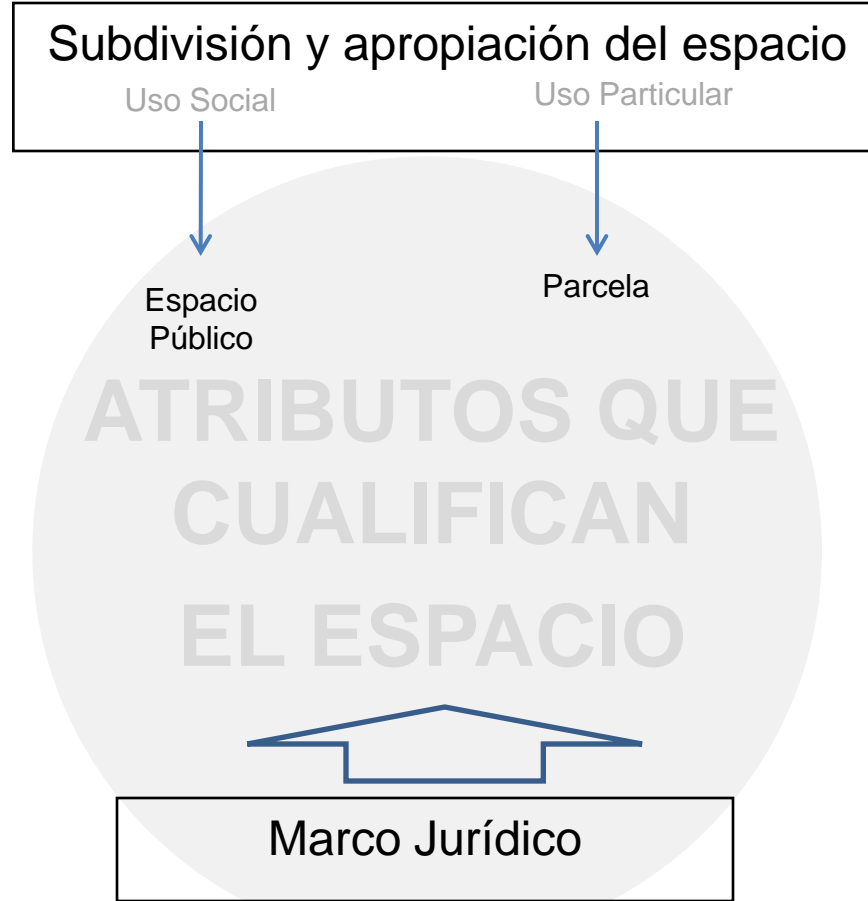 Subdivisión y apropiación del espacio
Uso Social
Uso Particular
Espacio
Público
Parcela
ATRIBUTOS QUE
CUALIFICAN
EL ESPACIO
Marco Jurídico